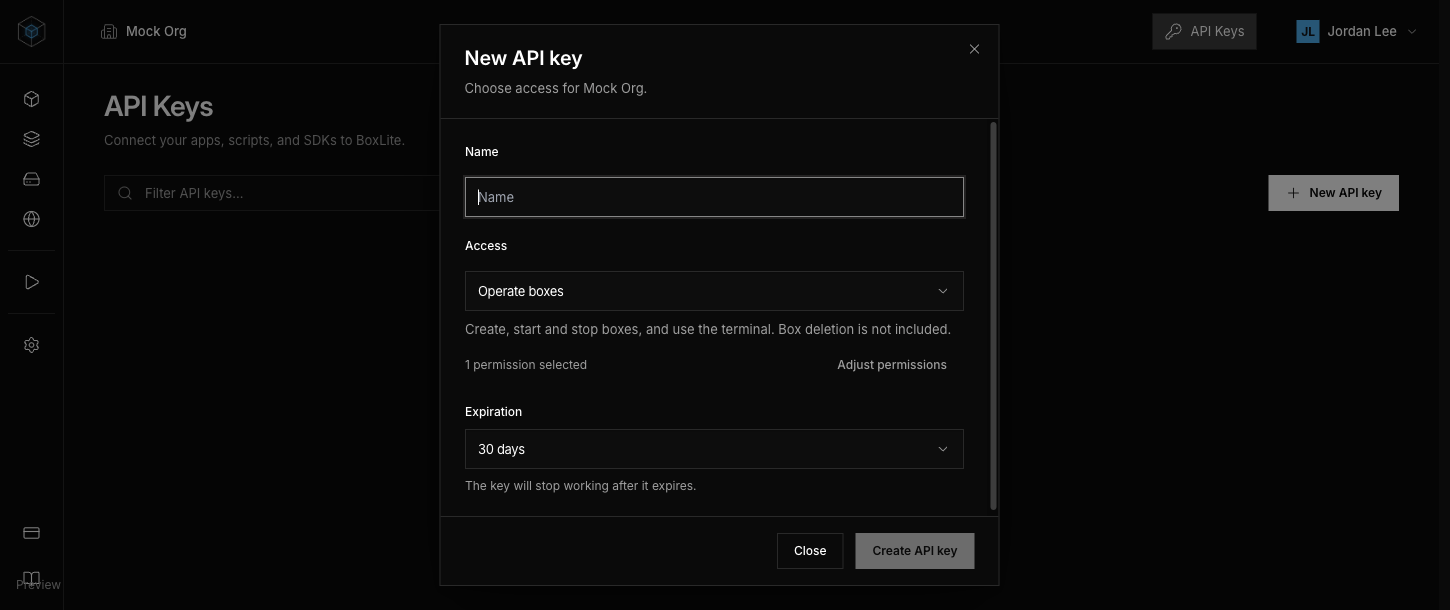 Mock Org
API Keys
JL
Jordan Lee
API Keys
Connect your apps, scripts, and SDKs to BoxLite.
Filter API keys...
New API key
New API key
Choose access for Mock Org.
Name
Name
Access
Operate boxes
Create, start and stop boxes, and use the terminal. Box deletion is not included.
1 permission selected
Adjust permissions
Expiration
30 days
The key will stop working after it expires.
Close
Create API key
Preview